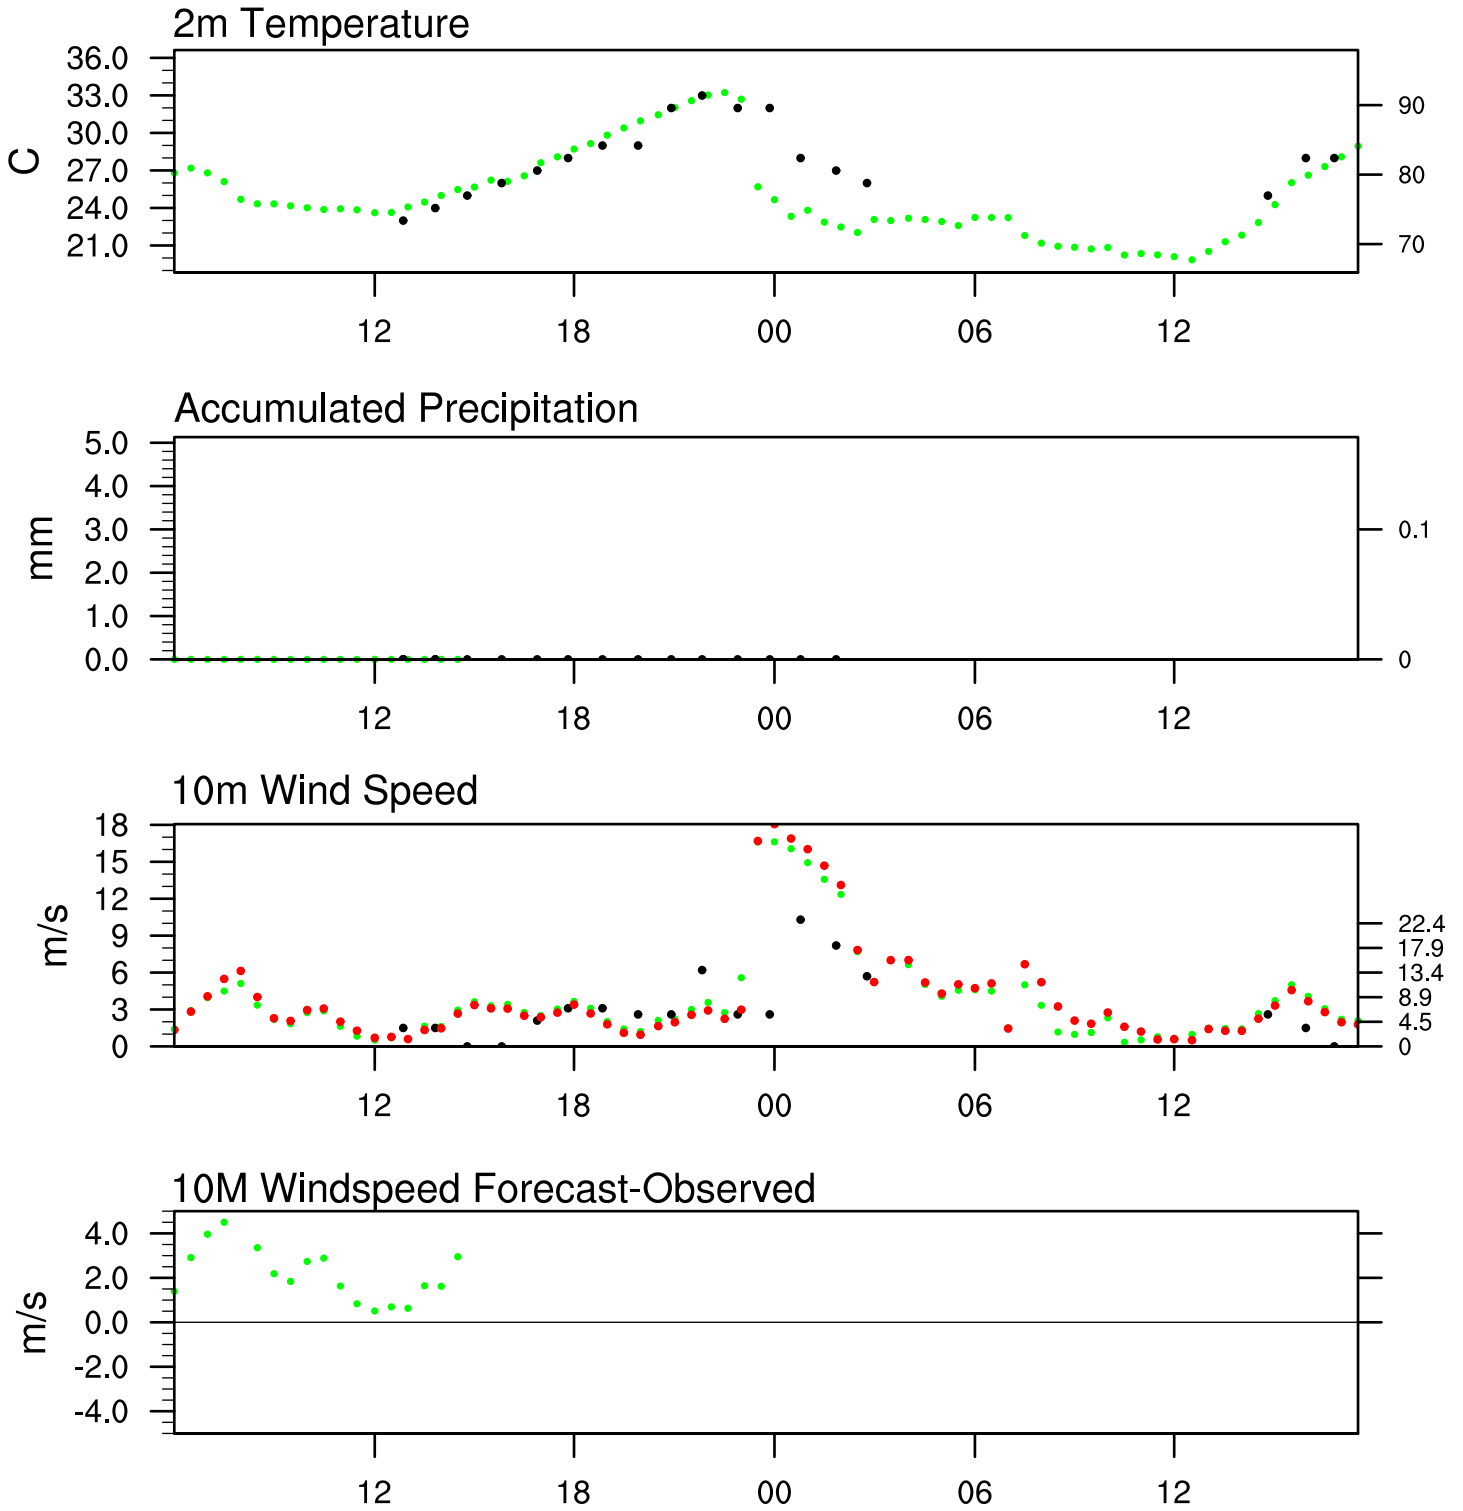 2m Temperature
C
36.0
33.0
30.0
27.0
24.0
21.0
90
80
70
12 18 00 06 12
Accumulated Precipitation
mm
5.0
4.0
3.0
2.0
1.0
0.0
0.1
0
12 18 00 06 12
10m Wind Speed
m/s
18
15
12
9
6
3
0
22.4
17.9
13.4
8.9
4.5
0
12 18 00 06 12
10M Windspeed Forecast-Observed
m/s
4.0
2.0
0.0
-2.0
-4.0
12 18 00 06 12